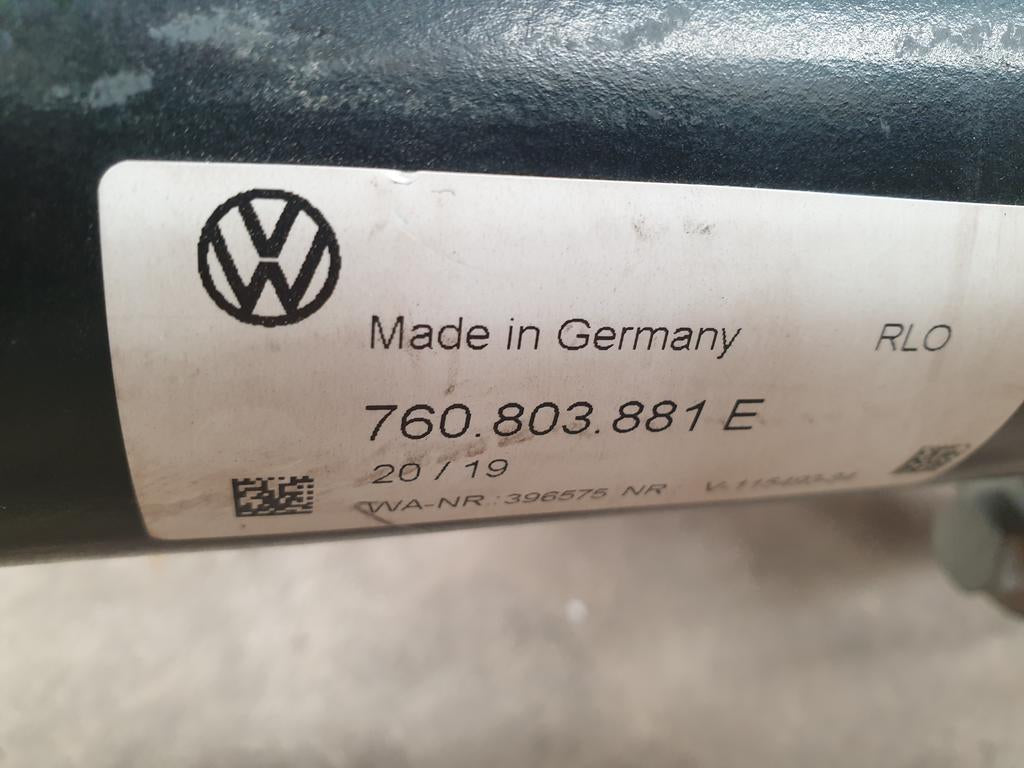 Made in Germany RLO
760.803.881 E
20 / 19
TWA-NR.:396575 NR